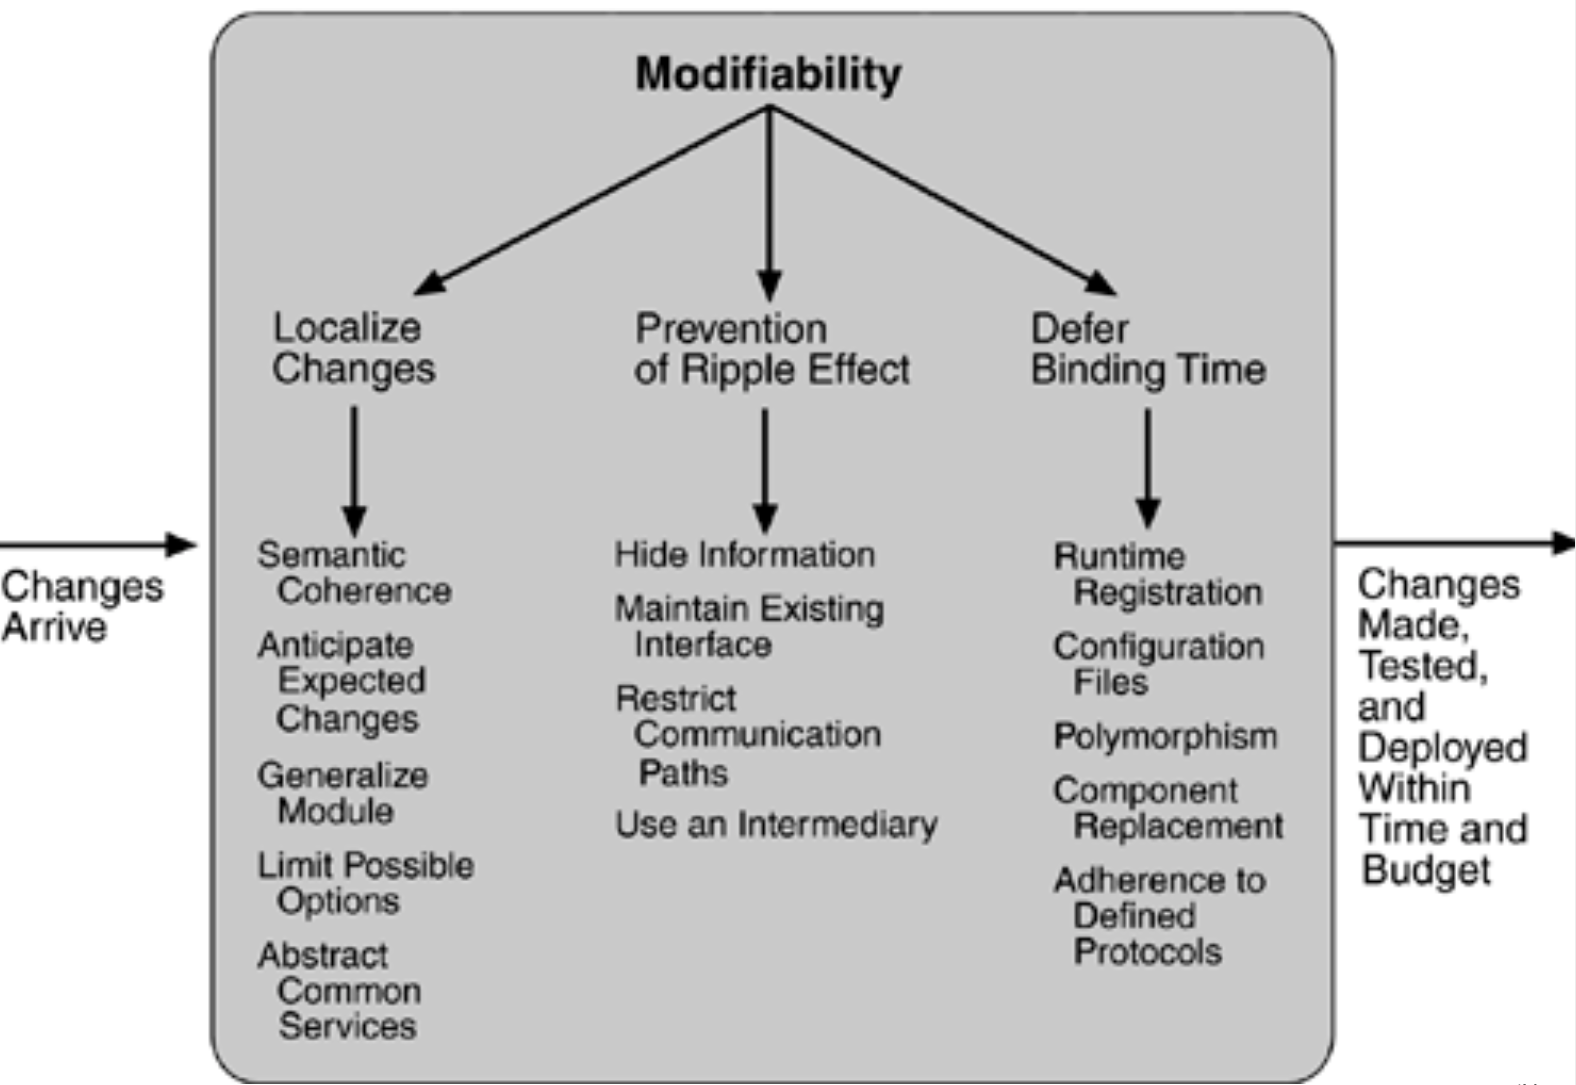 Modifiability
Localize
Changes
Prevention
of Ripple Effect
Defer
Binding Time
Changes
Arrive
Semantic
Coherence
Anticipate
Expected
Changes
Generalize
Module
Limit Possible
Options
Abstract
Common
Services
Hide Information
Maintain Existing
Interface
Restrict
Communication
Paths
Use an Intermediary
Runtime
Registration
Configuration
Files
Polymorphism
Component
Replacement
Adherence to
Defined
Protocols
Changes
Made,
Tested,
and
Deployed
Within
Time and
Budget